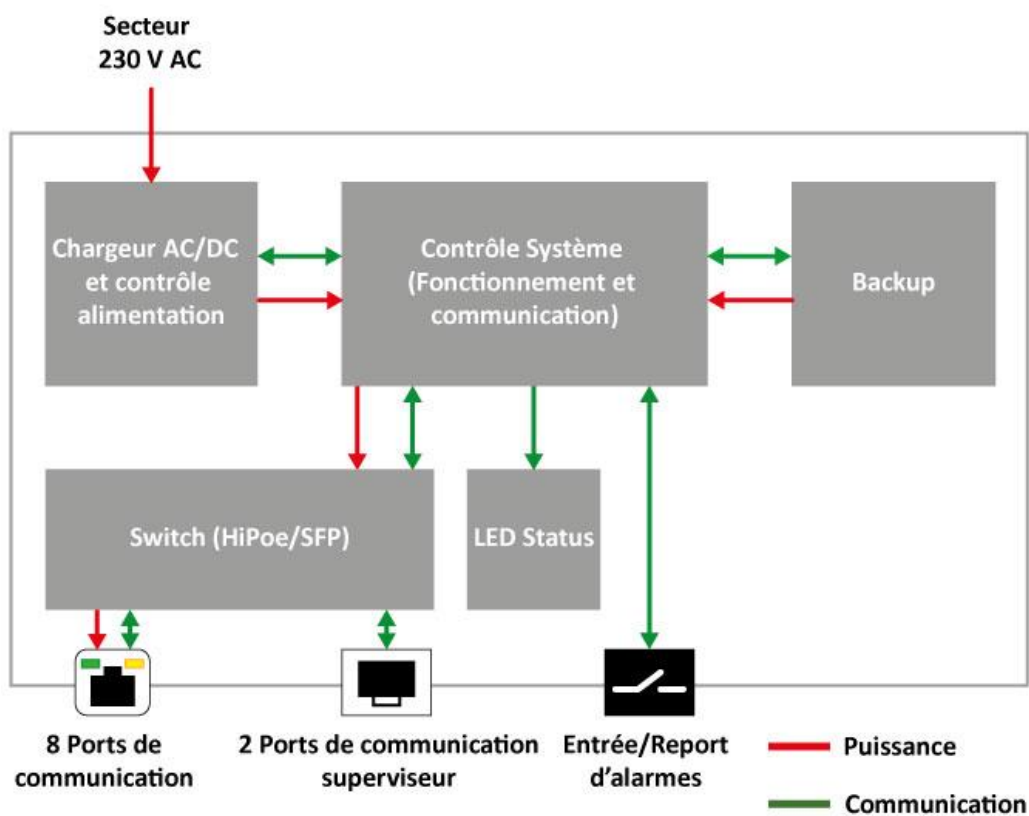 Secteur
230 V AC
Chargeur AC/DC
et contrôle
alimentation
Contrôle Système
(Fonctionnement et
communication)
Backup
Switch (HiPoe/SFP)
LED Status
8 Ports de
communication
2 Ports de communication
superviseur
Entrée/Report
d'alarmes
Puissance
Communication